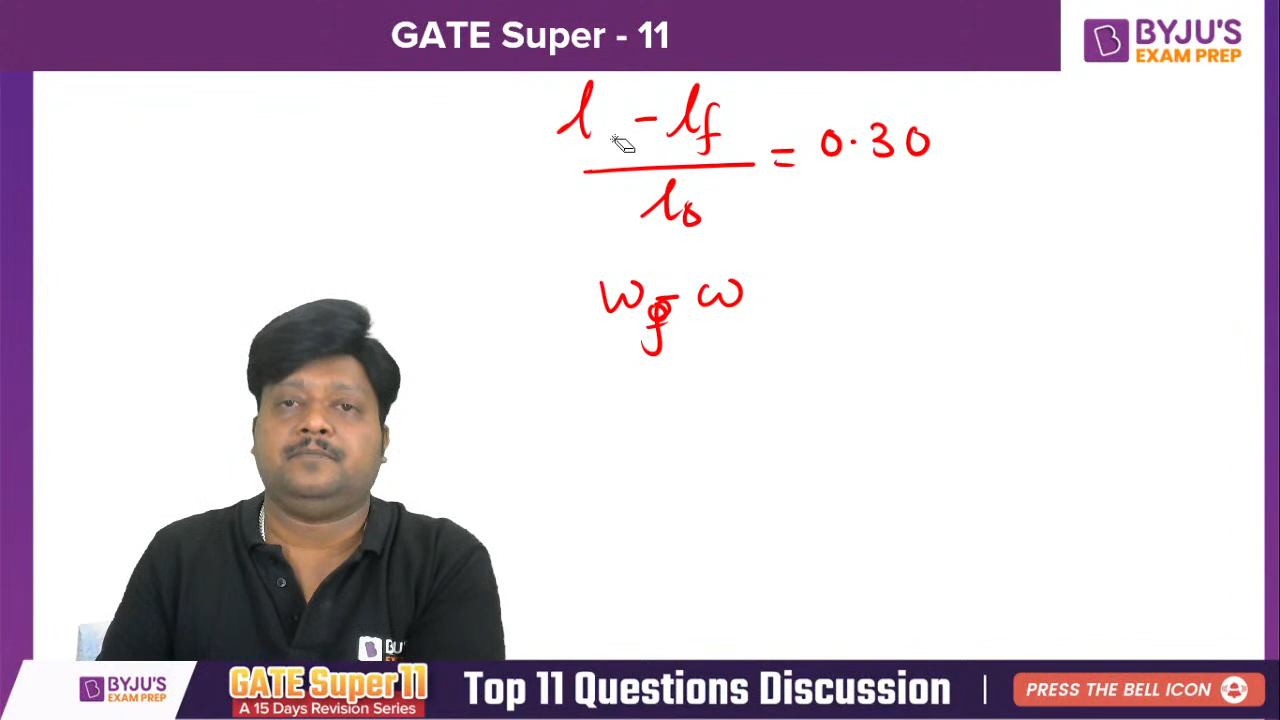 GATE Super - 11
BYJU'S
EXAM PREP
l - lf
= 0.30
l0
w - w
BYJU'S
EXAM PREP
GATE Super 11
A 15 Days Revision Series
Top 11 Questions Discussion
PRESS THE BELL ICON